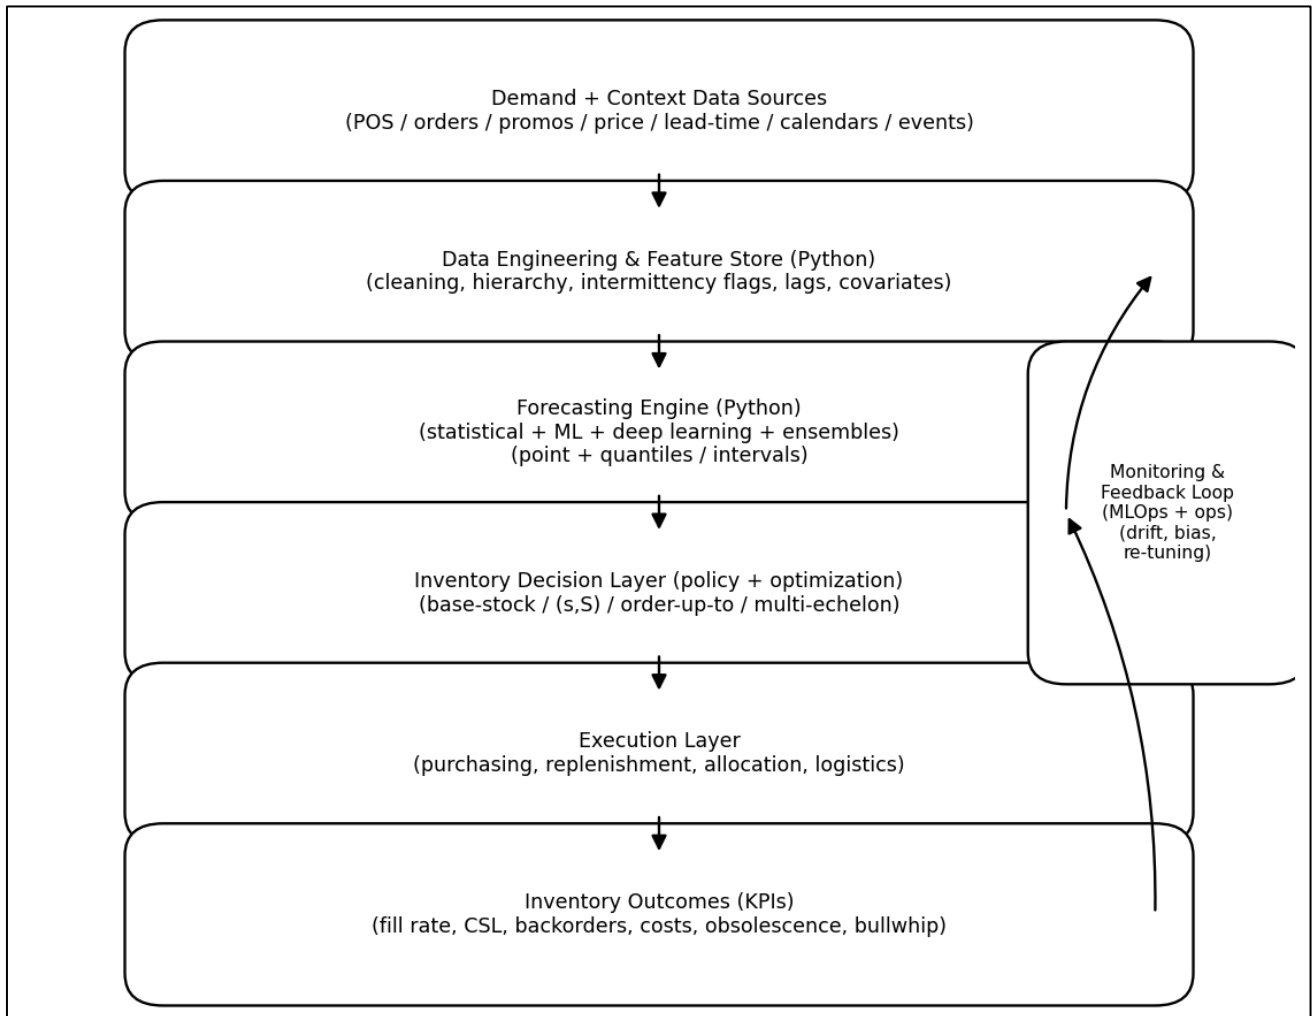 Demand + Context Data Sources
(POS / orders / promos / price / lead-time / calendars / events)
Data Engineering & Feature Store (Python)
(cleaning, hierarchy, intermittency flags, lags, covariates)
Forecasting Engine (Python)
(statistical + ML + deep learning + ensembles)
(point + quantiles / intervals)
Monitoring &
Feedback Loop
(MLOps + ops)
(drift, bias,
re-tuning)
Inventory Decision Layer (policy + optimization)
(base-stock / (s,S) / order-up-to / multi-echelon)
Execution Layer
(purchasing, replenishment, allocation, logistics)
Inventory Outcomes (KPIs)
(fill rate, CSL, backorders, costs, obsolescence, bullwhip)